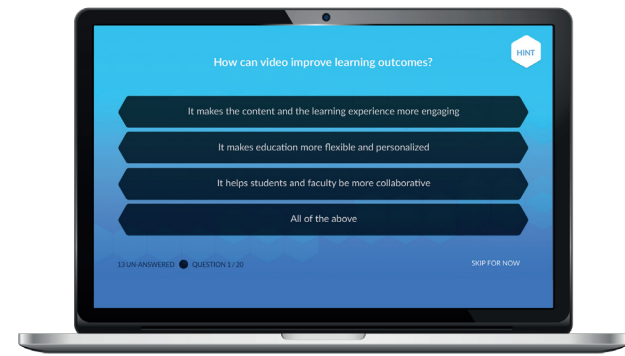 How can video improve learning outcomes?
HINT
It makes the content and the learning experience more engaging
It makes education more flexible and personalized
It helps students and faculty be more collaborative
All of the above
13 UN-ANSWERED QUESTION 1 / 20
SKIP FOR NOW